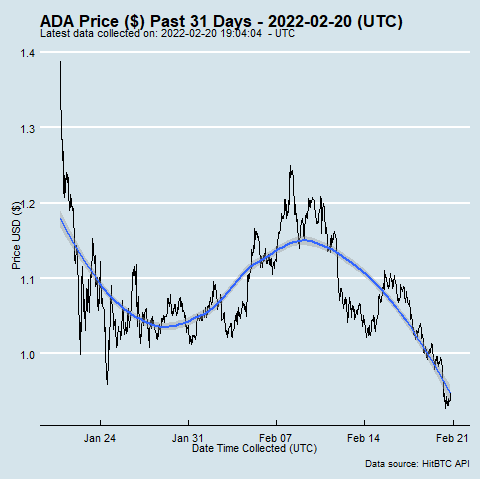 ADA Price ($) Past 31 Days - 2022-02-20 (UTC)
Latest data collected on: 2022-02-20 19:04:04 - UTC
1.4
1.3
1.2
1.1
1.0
Price USD ($)
Jan 24 Jan 31 Feb 07 Feb 14 Feb 21
Date Time Collected (UTC)
Data source: HitBTC API